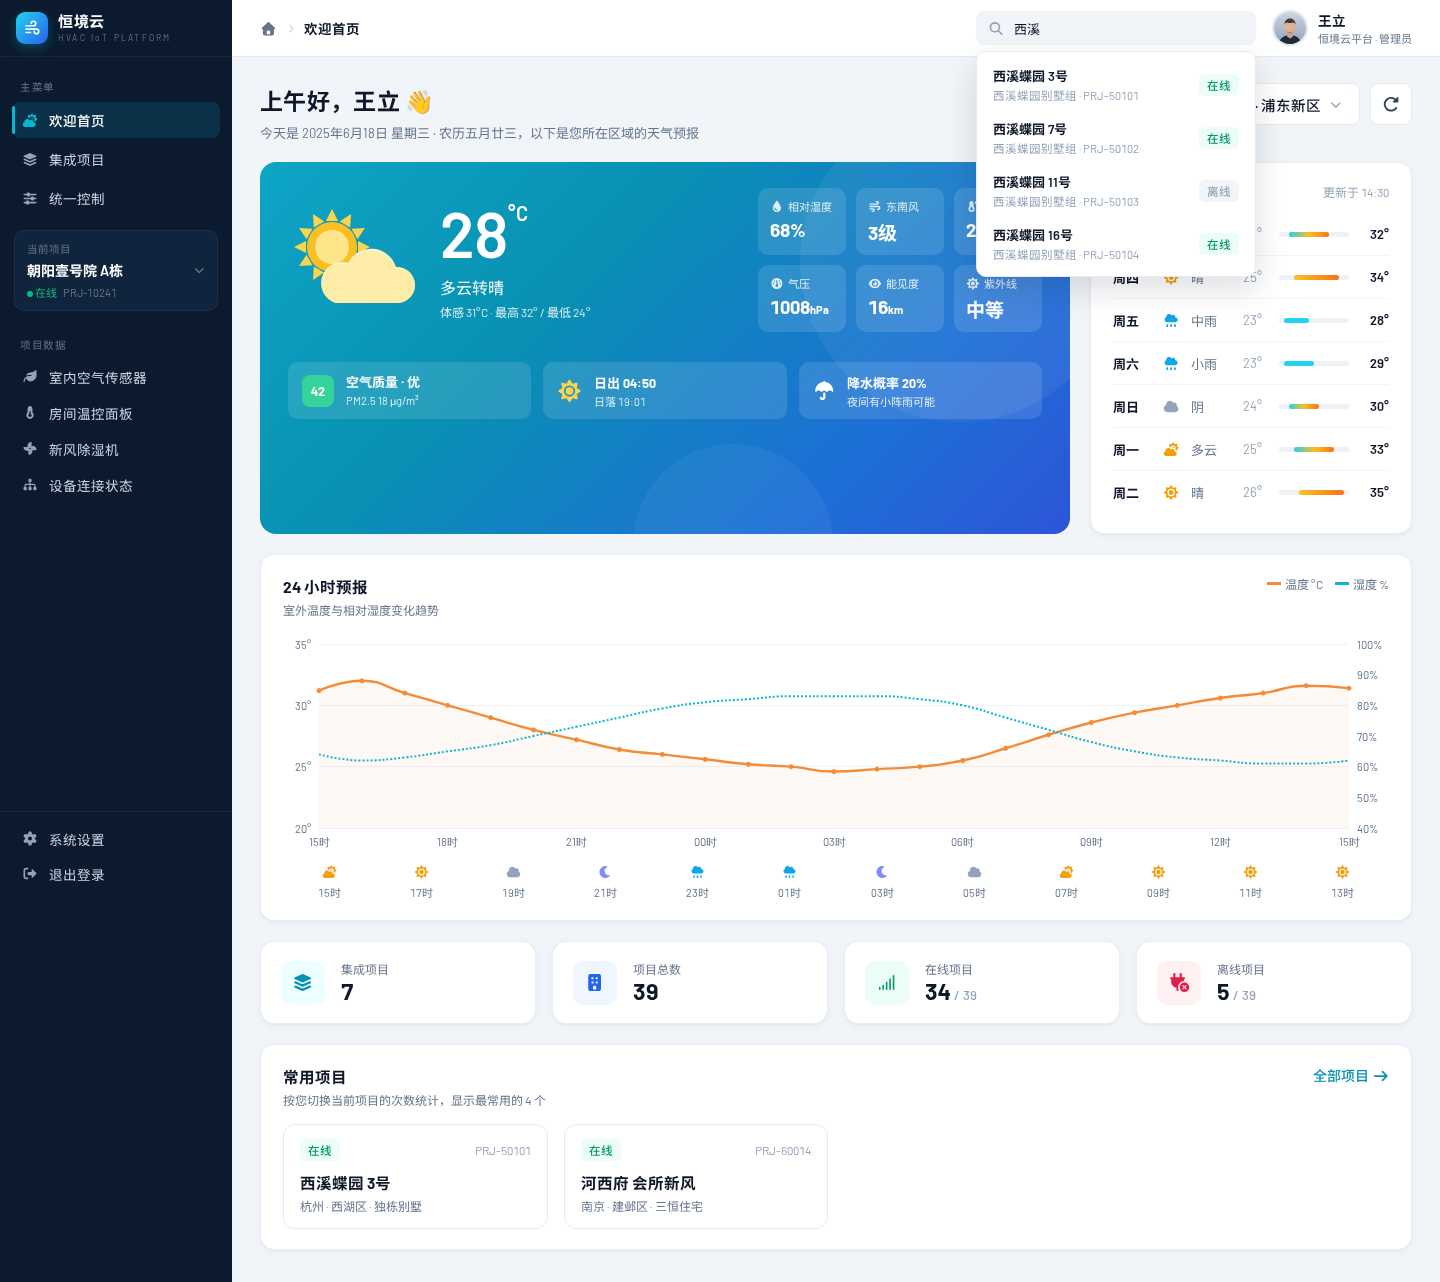 恒境云
HVAC IoT PLATFORM
主菜单
欢迎首页
集成项目
统一控制
当前项目
朝阳壹号院 A栋
在线 PRJ-10241
项目数据
室内空气传感器
房间温控面板
新风除湿机
设备连接状态
系统设置
退出登录
欢迎首页
西溪
王立
恒境云平台 · 管理员
西溪蝶园 3号
西溪蝶园别墅组 · PRJ-50101
在线
西溪蝶园 7号
西溪蝶园别墅组 · PRJ-50102
在线
西溪蝶园 11号
西溪蝶园别墅组 · PRJ-50103
离线
西溪蝶园 16号
西溪蝶园别墅组 · PRJ-50104
在线
上午好，王立 👋
今天是 2025年6月18日 星期三 · 农历五月廿三，以下是您所在区域的天气预报
· 浦东新区
28°C
多云转晴
体感 31°C · 最高 32° / 最低 24°
相对湿度
68%
东南风
3级
2
气压
1008hPa
能见度
16km
紫外线
中等
42
空气质量 · 优
PM2.5 18 μg/m³
日出 04:50
日落 19:01
降水概率 20%
夜间有小阵雨可能
更新于 14:30
32°
周四 晴 25° 34°
周五 中雨 23° 28°
周六 小雨 23° 29°
周日 阴 24° 30°
周一 多云 25° 33°
周二 晴 26° 35°
24 小时预报
室外温度与相对湿度变化趋势
温度 °C 湿度 %
35° 100%
90%
30° 80%
70%
25° 60%
50%
20° 40%
15时 18时 21时 00时 03时 06时 09时 12时 15时
15时 17时 19时 21时 23时 01时 03时 05时 07时 09时 11时 13时
集成项目
7
项目总数
39
在线项目
34 / 39
离线项目
5 / 39
常用项目
按您切换当前项目的次数统计，显示最常用的 4 个
全部项目
在线 PRJ-50101
西溪蝶园 3号
杭州 · 西湖区 · 独栋别墅
在线 PRJ-60014
河西府 会所新风
南京 · 建邺区 · 三恒住宅